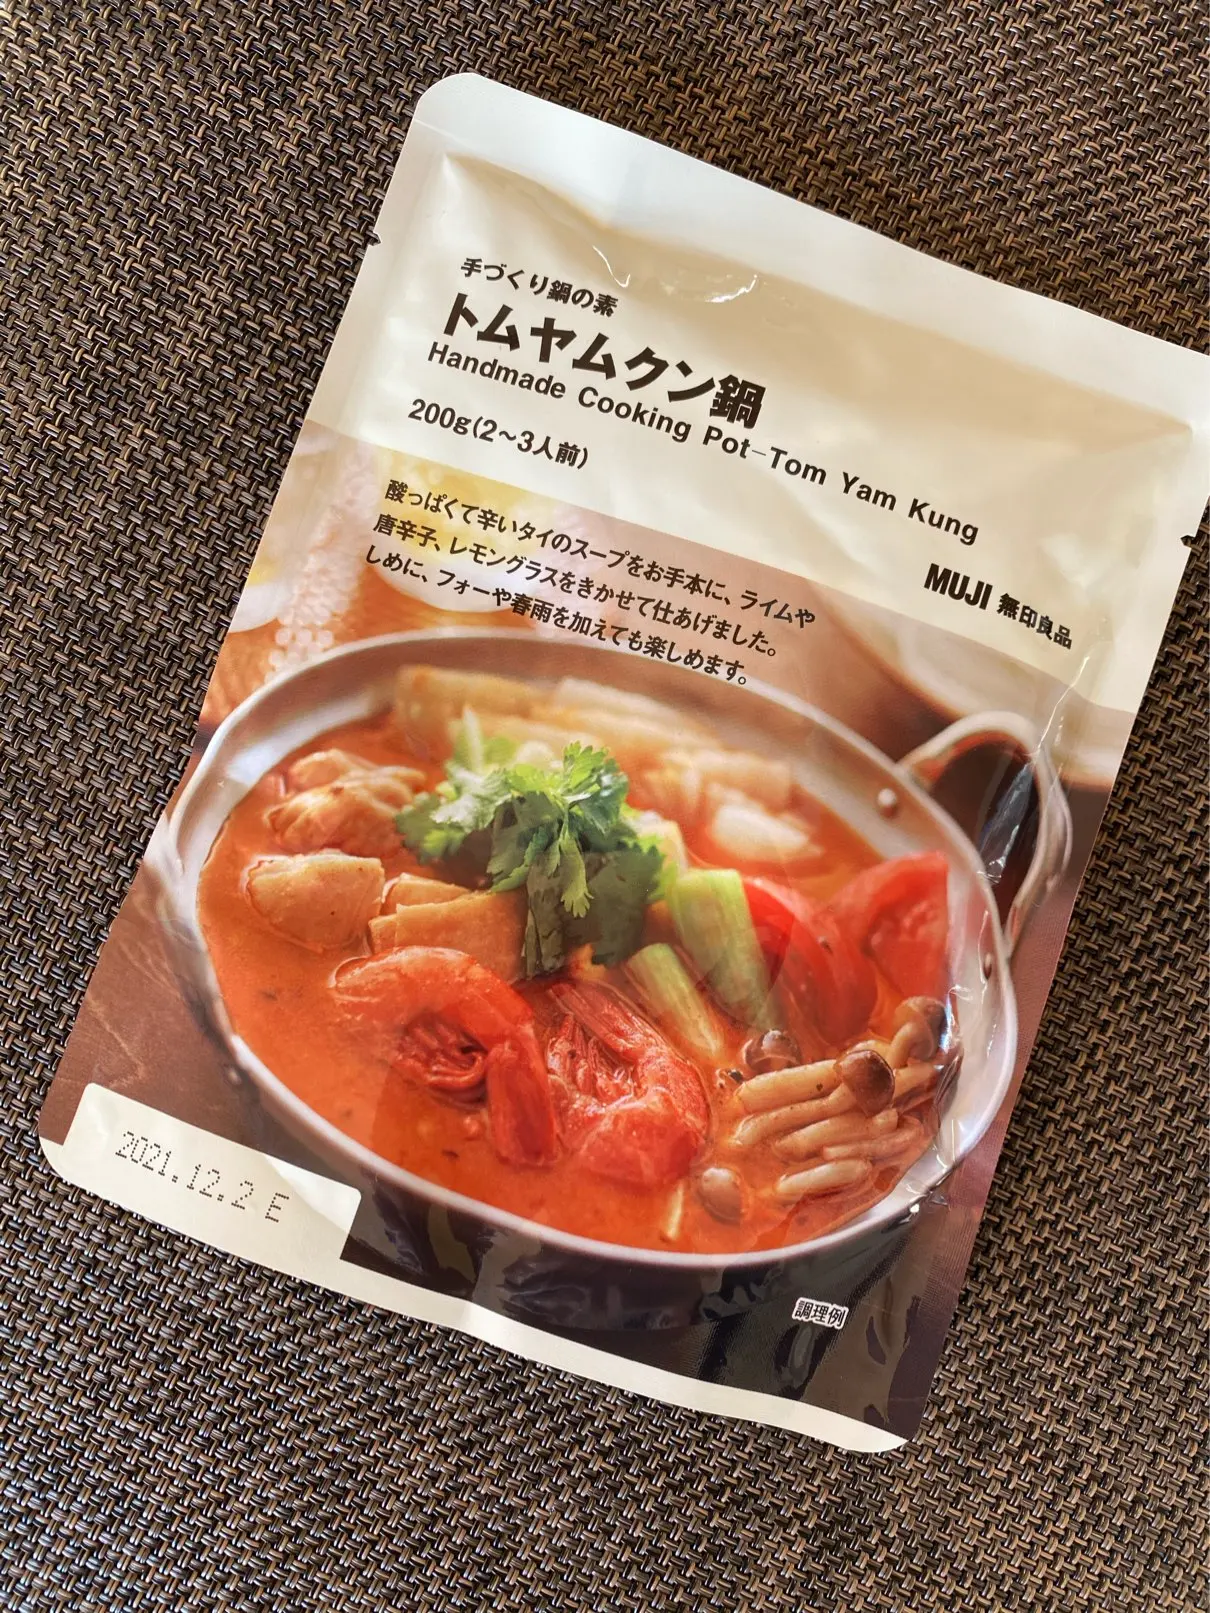 手づくり鍋の素
トムヤムクン鍋
Handmade Cooking Pot–Tom Yam Kung
200g(2～3人前)
MUJI 無印良品
酸っぱくて辛いタイのスープをお手本に、ライムや
唐辛子、レモングラスをきかせて仕あげました。
しめに、フォーや春雨を加えても楽しめます。
2021.12.2 E
調理例